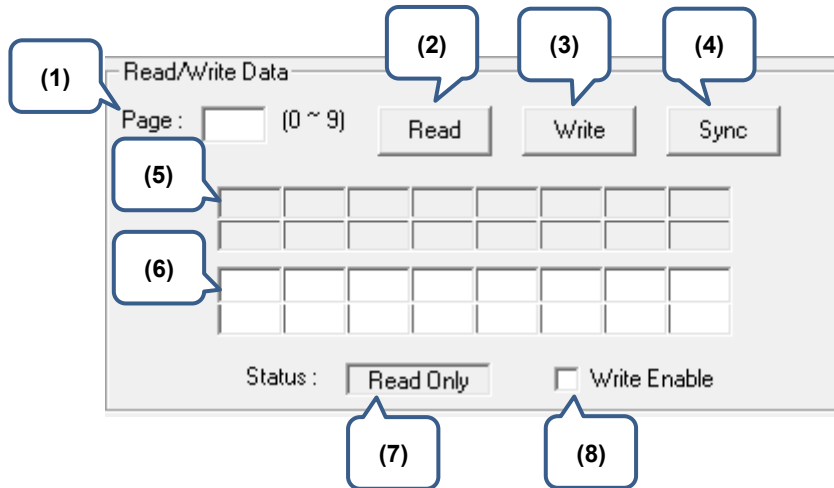 (2) (3) (4)
(1) Read/Write Data
Page : (0 ~ 9) Read Write Sync
(5)
(6)
Status : Read Only Write Enable
(7) (8)